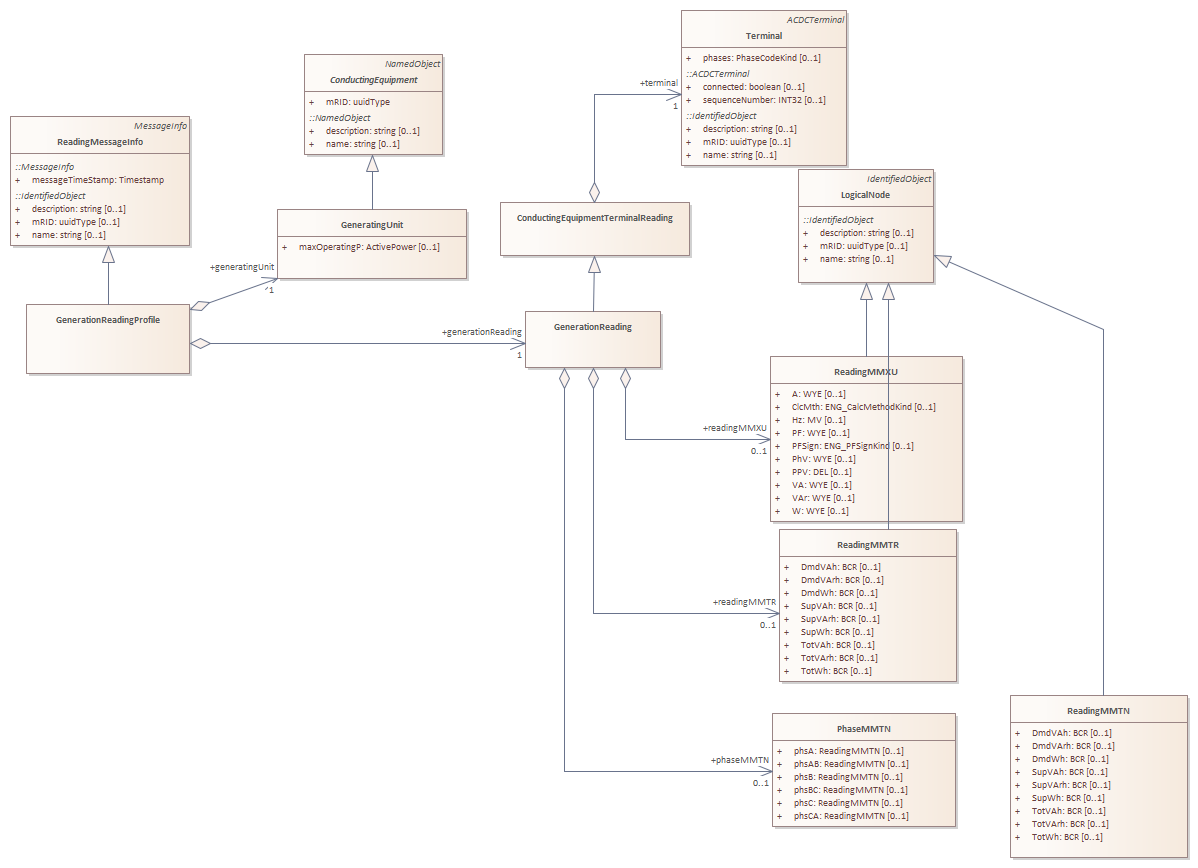 ACDCTerminal
Terminal
+ phases: PhaseCodeKind [0..1]
::ACDCTerminal
+ connected: boolean [0..1]
+ sequenceNumber: INT32 [0..1]
::IdentifiedObject
+ description: string [0..1]
+ mRID: uuidType [0..1]
+ name: string [0..1]
+terminal
1
NamedObject
ConductingEquipment
+ mRID: uuidType
::NamedObject
+ description: string [0..1]
+ name: string [0..1]
MessageInfo
ReadingMessageInfo
::MessageInfo
+ messageTimeStamp: Timestamp
::IdentifiedObject
+ description: string [0..1]
+ mRID: uuidType [0..1]
+ name: string [0..1]
IdentifiedObject
LogicalNode
::IdentifiedObject
+ description: string [0..1]
+ mRID: uuidType [0..1]
+ name: string [0..1]
ConductingEquipmentTerminalReading
GeneratingUnit
+ maxOperatingP: ActivePower [0..1]
+generatingUnit
1
GenerationReadingProfile
+generationReading
1
GenerationReading
ReadingMMXU
+ A: WYE [0..1]
+ ClcMth: ENG_CalcMethodKind [0..1]
+ Hz: MV [0..1]
+ PF: WYE [0..1]
+ PFSign: ENG_PFSignKind [0..1]
+ PhV: WYE [0..1]
+ PPV: DEL [0..1]
+ VA: WYE [0..1]
+ VAr: WYE [0..1]
+ W: WYE [0..1]
+readingMMXU
0..1
ReadingMMTR
+ DmdVAh: BCR [0..1]
+ DmdVArh: BCR [0..1]
+ DmdWh: BCR [0..1]
+ SupVAh: BCR [0..1]
+ SupVArh: BCR [0..1]
+ SupWh: BCR [0..1]
+ TotVAh: BCR [0..1]
+ TotVArh: BCR [0..1]
+ TotWh: BCR [0..1]
+readingMMTR
0..1
PhaseMMTN
+ phsA: ReadingMMTN [0..1]
+ phsAB: ReadingMMTN [0..1]
+ phsB: ReadingMMTN [0..1]
+ phsBC: ReadingMMTN [0..1]
+ phsC: ReadingMMTN [0..1]
+ phsCA: ReadingMMTN [0..1]
+phaseMMTN
0..1
ReadingMMTN
+ DmdVAh: BCR [0..1]
+ DmdVArh: BCR [0..1]
+ DmdWh: BCR [0..1]
+ SupVAh: BCR [0..1]
+ SupVArh: BCR [0..1]
+ SupWh: BCR [0..1]
+ TotVAh: BCR [0..1]
+ TotVArh: BCR [0..1]
+ TotWh: BCR [0..1]